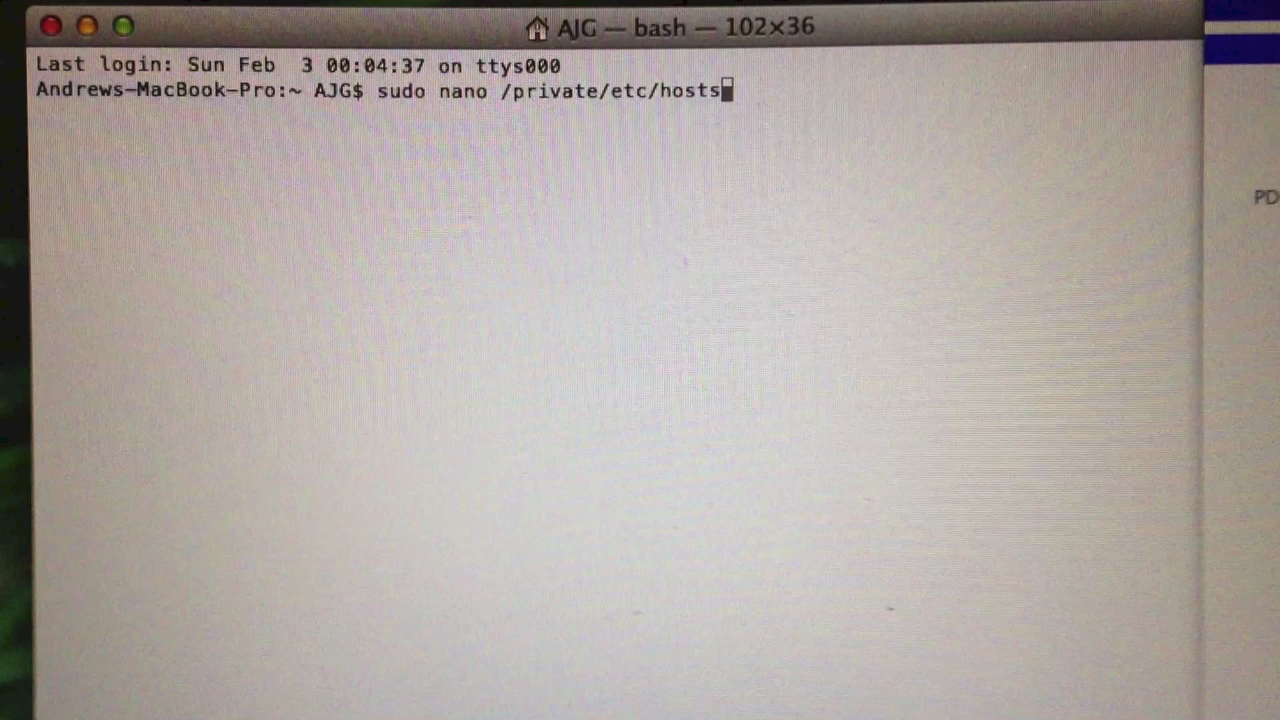 AJG — bash — 102×36
Last login: Sun Feb  3 00:04:37 on ttys000
Andrews-MacBook-Pro:~ AJG$ sudo nano /private/etc/hosts
PD